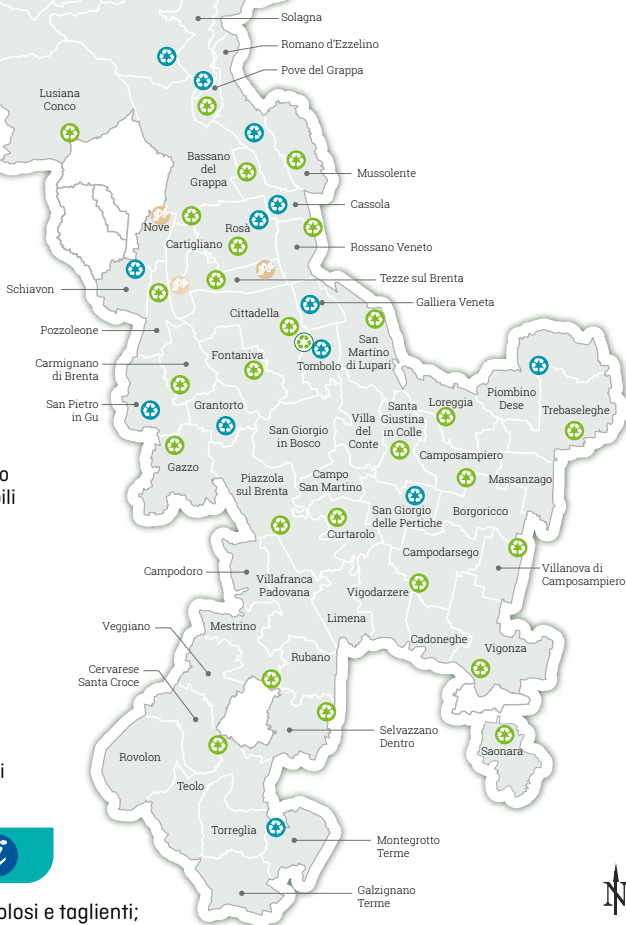 Solagna
Romano d'Ezzelino
Pove del Grappa
Lusiana
Conco
Bassano
del
Grappa
Mussolente
Cassola
Nove
Rosà
Cartigliano
Rossano Veneto
Tezze sul Brenta
Schiavon
Galliera Veneta
Cittadella
Pozzoleone
San
Martino
di Lupari
Fontaniva
Tombolo
Carmignano
di Brenta
San Pietro
in Gu
Grantorto
Piombino
Dese
Loreggia
Trebaseleghe
Santa
Giustina
in Colle
Villa
del
Conte
San Giorgio
in Bosco
Camposampiero
Gazzo
o
bili
Piazzola
sul Brenta
Campo
San Martino
Massanzago
San Giorgio
delle Pertiche
Borgoricco
Curtarolo
Campodarsego
Campodoro
Villafranca
Padovana
Villanova di
Camposampiero
Vigodarzere
Limena
Veggiano
Mestrino
Cadoneghe
Vigonza
Rubano
Cervarese
Santa Croce
Selvazzano
Dentro
Saonara
Rovolon
i
Teolo
Torreglia
Montegrotto
Terme
Galzignano
Terme
olosi e taglienti;
N